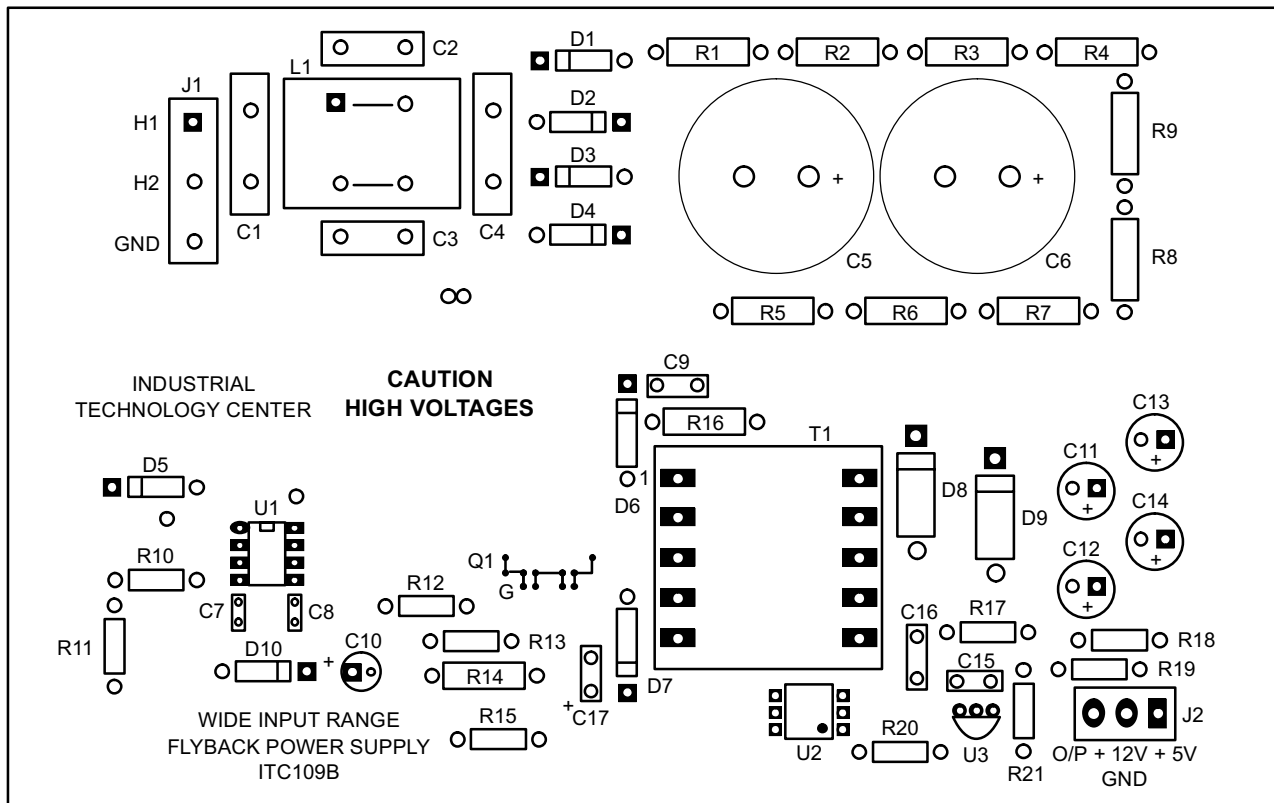 C2
D1
R1
R2
R3
R4
L1
J1
H1
D2
R9
H2
D3
+
+
C1
C3
C4
D4
GND
C5
C6
R8
R5
R6
R7
INDUSTRIAL
TECHNOLOGY CENTER
CAUTION
HIGH VOLTAGES
C9
R16
T1
C13
+
C11
+
D5
1
D6
D8
D9
U1
C14
+
C12
+
Q1
G
R10
C7
C8
R12
C16
R17
R11
D10
+
C10
R13
R18
R14
C15
R19
D7
+
C17
J2
WIDE INPUT RANGE
FLYBACK POWER SUPPLY
ITC109B
R15
U2
R20
U3
R21
O/P + 12V + 5V
GND